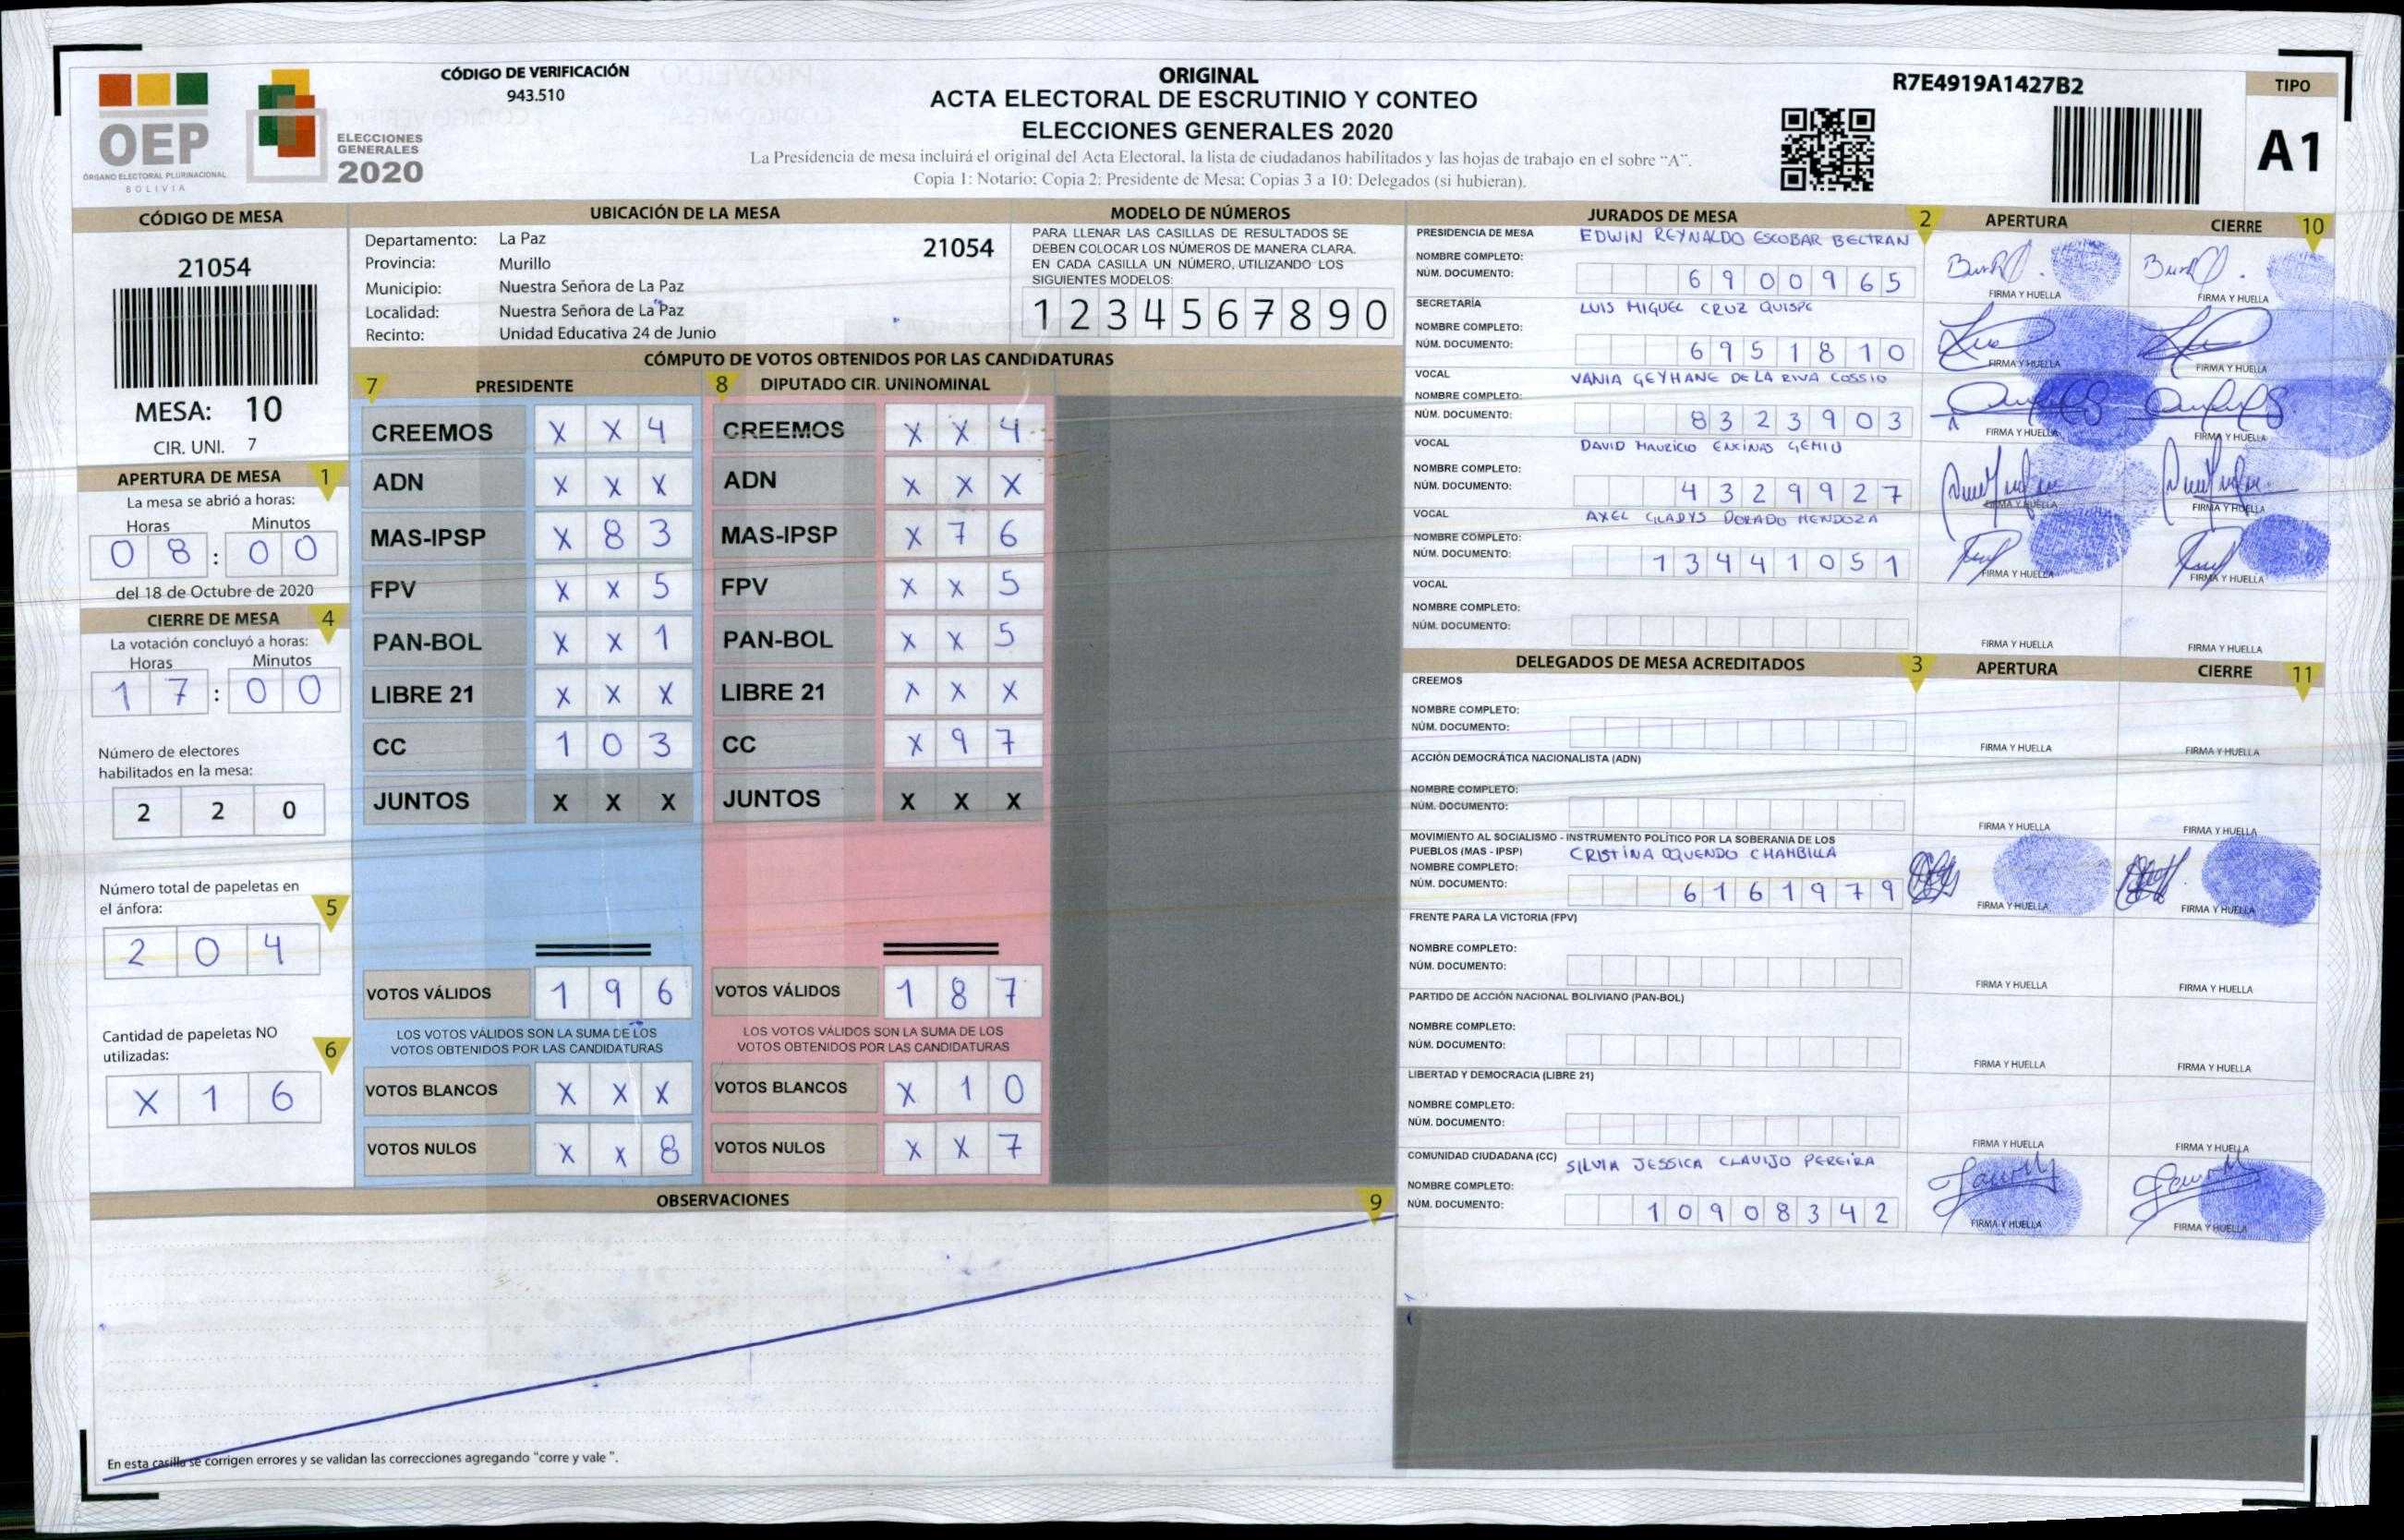 OEP
ÓRGANO ELECTORAL PLURINACIONAL
BOLIVIA
ELECCIONES
GENERALES
2020
CÓDIGO DE VERIFICACIÓN
943.510
ORIGINAL
ACTA ELECTORAL DE ESCRUTINIO Y CONTEO
ELECCIONES GENERALES 2020
La Presidencia de mesa incluirá el original del Acta Electoral, la lista de ciudadanos habilitados y las hojas de trabajo en el sobre "A".
Copia 1: Notario; Copia 2: Presidente de Mesa; Copias 3 a 10: Delegados (si hubieran).
R7E4919A1427B2
TIPO
A1
CÓDIGO DE MESA
21054
MESA: 10
CIR. UNI. 7
APERTURA DE MESA 1
La mesa se abrió a horas:
Horas Minutos
0 8 : 0 0
del 18 de Octubre de 2020
CIERRE DE MESA 4
La votación concluyó a horas:
Horas Minutos
1 7 : 0 0
Número de electores
habilitados en la mesa:
2 2 0
Número total de papeletas en
el ánfora: 5
2 0 4
Cantidad de papeletas NO
utilizadas: 6
X 1 6
UBICACIÓN DE LA MESA
Departamento: La Paz
21054
Provincia: Murillo
Municipio: Nuestra Señora de La Paz
Localidad: Nuestra Señora de La Paz
Recinto: Unidad Educativa 24 de Junio
MODELO DE NÚMEROS
PARA LLENAR LAS CASILLAS DE RESULTADOS SE
DEBEN COLOCAR LOS NÚMEROS DE MANERA CLARA.
EN CADA CASILLA UN NÚMERO, UTILIZANDO LOS
SIGUIENTES MODELOS:
1 2 3 4 5 6 7 8 9 0
CÓMPUTO DE VOTOS OBTENIDOS POR LAS CANDIDATURAS
7 PRESIDENTE
CREEMOS X X 4
ADN X X X
MAS-IPSP X 8 3
FPV X X 5
PAN-BOL X X 1
LIBRE 21 X X X
CC 1 0 3
JUNTOS X X X
VOTOS VÁLIDOS 1 9 6
LOS VOTOS VÁLIDOS SON LA SUMA DE LOS
VOTOS OBTENIDOS POR LAS CANDIDATURAS
VOTOS BLANCOS X X X
VOTOS NULOS X X 8
8 DIPUTADO CIR. UNINOMINAL
CREEMOS X X 4
ADN X X X
MAS-IPSP X 7 6
FPV X X 5
PAN-BOL X X 5
LIBRE 21 X X X
CC X 9 7
JUNTOS X X X
VOTOS VÁLIDOS 1 8 7
LOS VOTOS VÁLIDOS SON LA SUMA DE LOS
VOTOS OBTENIDOS POR LAS CANDIDATURAS
VOTOS BLANCOS X 1 0
VOTOS NULOS X X 7
OBSERVACIONES 9
En esta casilla se corrigen errores y se validan las correcciones agregando "corre y vale ".
JURADOS DE MESA 2 APERTURA CIERRE 10
PRESIDENCIA DE MESA EDWIN REYNALDO ESCOBAR BELTRAN
NOMBRE COMPLETO:
NÚM. DOCUMENTO: 6 9 0 0 9 6 5
FIRMA Y HUELLA FIRMA Y HUELLA
SECRETARÍA LUIS MIGUEL CRUZ QUISPE
NOMBRE COMPLETO:
NÚM. DOCUMENTO: 6 9 5 1 8 1 0
FIRMA Y HUELLA FIRMA Y HUELLA
VOCAL VANIA GEYHANE DE LA RIVA COSSIO
NOMBRE COMPLETO:
NÚM. DOCUMENTO: 8 3 2 3 9 0 3
FIRMA Y HUELLA FIRMA Y HUELLA
VOCAL DAVID MAURICIO ENCINAS GEMIO
NOMBRE COMPLETO:
NÚM. DOCUMENTO: 4 3 2 9 9 2 7
FIRMA Y HUELLA FIRMA Y HUELLA
VOCAL AXEL GLADYS DORADO MENDOZA
NOMBRE COMPLETO:
NÚM. DOCUMENTO: 1 3 4 4 1 0 5 1
FIRMA Y HUELLA FIRMA Y HUELLA
VOCAL
NOMBRE COMPLETO:
NÚM. DOCUMENTO:
FIRMA Y HUELLA FIRMA Y HUELLA
DELEGADOS DE MESA ACREDITADOS 3 APERTURA CIERRE 11
CREEMOS
NOMBRE COMPLETO:
NÚM. DOCUMENTO:
FIRMA Y HUELLA FIRMA Y HUELLA
ACCIÓN DEMOCRÁTICA NACIONALISTA (ADN)
NOMBRE COMPLETO:
NÚM. DOCUMENTO:
FIRMA Y HUELLA FIRMA Y HUELLA
MOVIMIENTO AL SOCIALISMO - INSTRUMENTO POLÍTICO POR LA SOBERANIA DE LOS
PUEBLOS (MAS - IPSP) CRISTINA OQUENDO CHAMBILLA
NOMBRE COMPLETO:
NÚM. DOCUMENTO: 6 1 6 1 9 7 9
FIRMA Y HUELLA FIRMA Y HUELLA
FRENTE PARA LA VICTORIA (FPV)
NOMBRE COMPLETO:
NÚM. DOCUMENTO:
FIRMA Y HUELLA FIRMA Y HUELLA
PARTIDO DE ACCIÓN NACIONAL BOLIVIANO (PAN-BOL)
NOMBRE COMPLETO:
NÚM. DOCUMENTO:
FIRMA Y HUELLA FIRMA Y HUELLA
LIBERTAD Y DEMOCRACIA (LIBRE 21)
NOMBRE COMPLETO:
NÚM. DOCUMENTO:
FIRMA Y HUELLA FIRMA Y HUELLA
COMUNIDAD CIUDADANA (CC) SILVIA JESSICA CLAVIJO PEREIRA
NOMBRE COMPLETO:
NÚM. DOCUMENTO: 1 0 9 0 8 3 4 2
FIRMA Y HUELLA FIRMA Y HUELLA